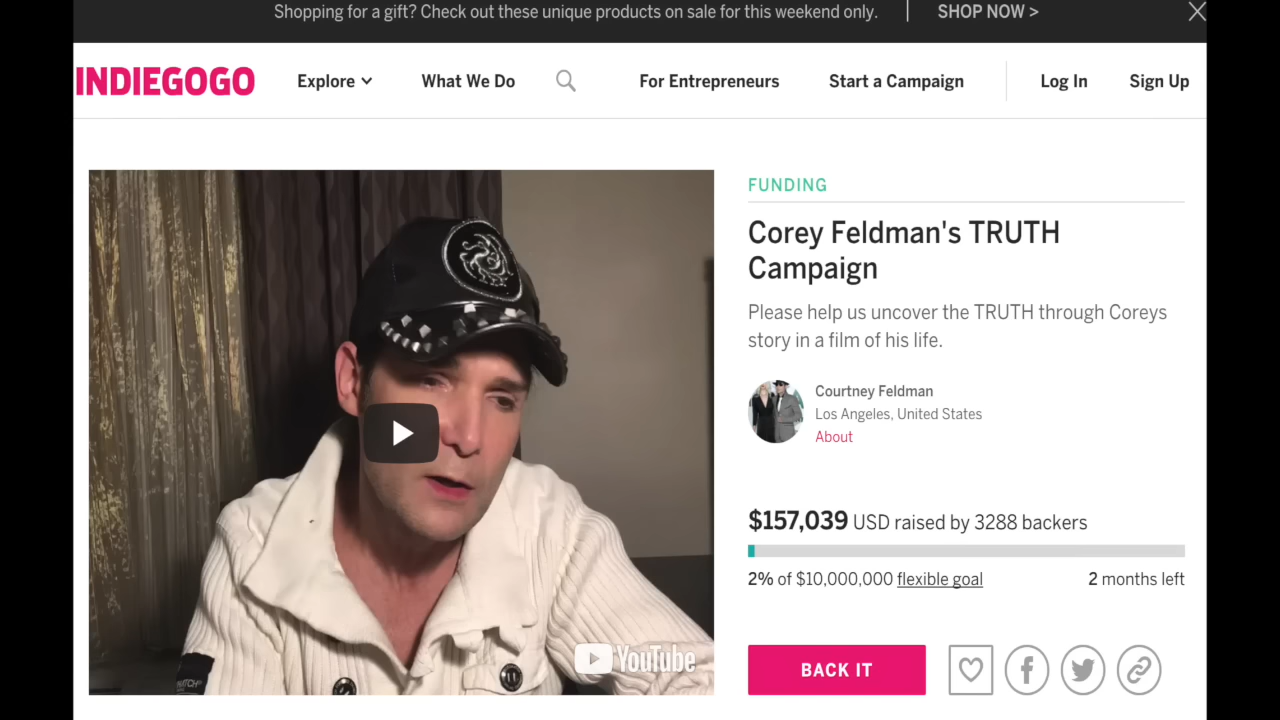 Shopping for a gift? Check out these unique products on sale for this weekend only.
SHOP NOW >
INDIEGOGO
Explore
What We Do
For Entrepreneurs
Start a Campaign
Log In
Sign Up
FUNDING
Corey Feldman's TRUTH
Campaign
Please help us uncover the TRUTH through Coreys
story in a film of his life.
Courtney Feldman
Los Angeles, United States
About
$157,039 USD raised by 3288 backers
2% of $10,000,000 flexible goal
2 months left
YouTube
BACK IT